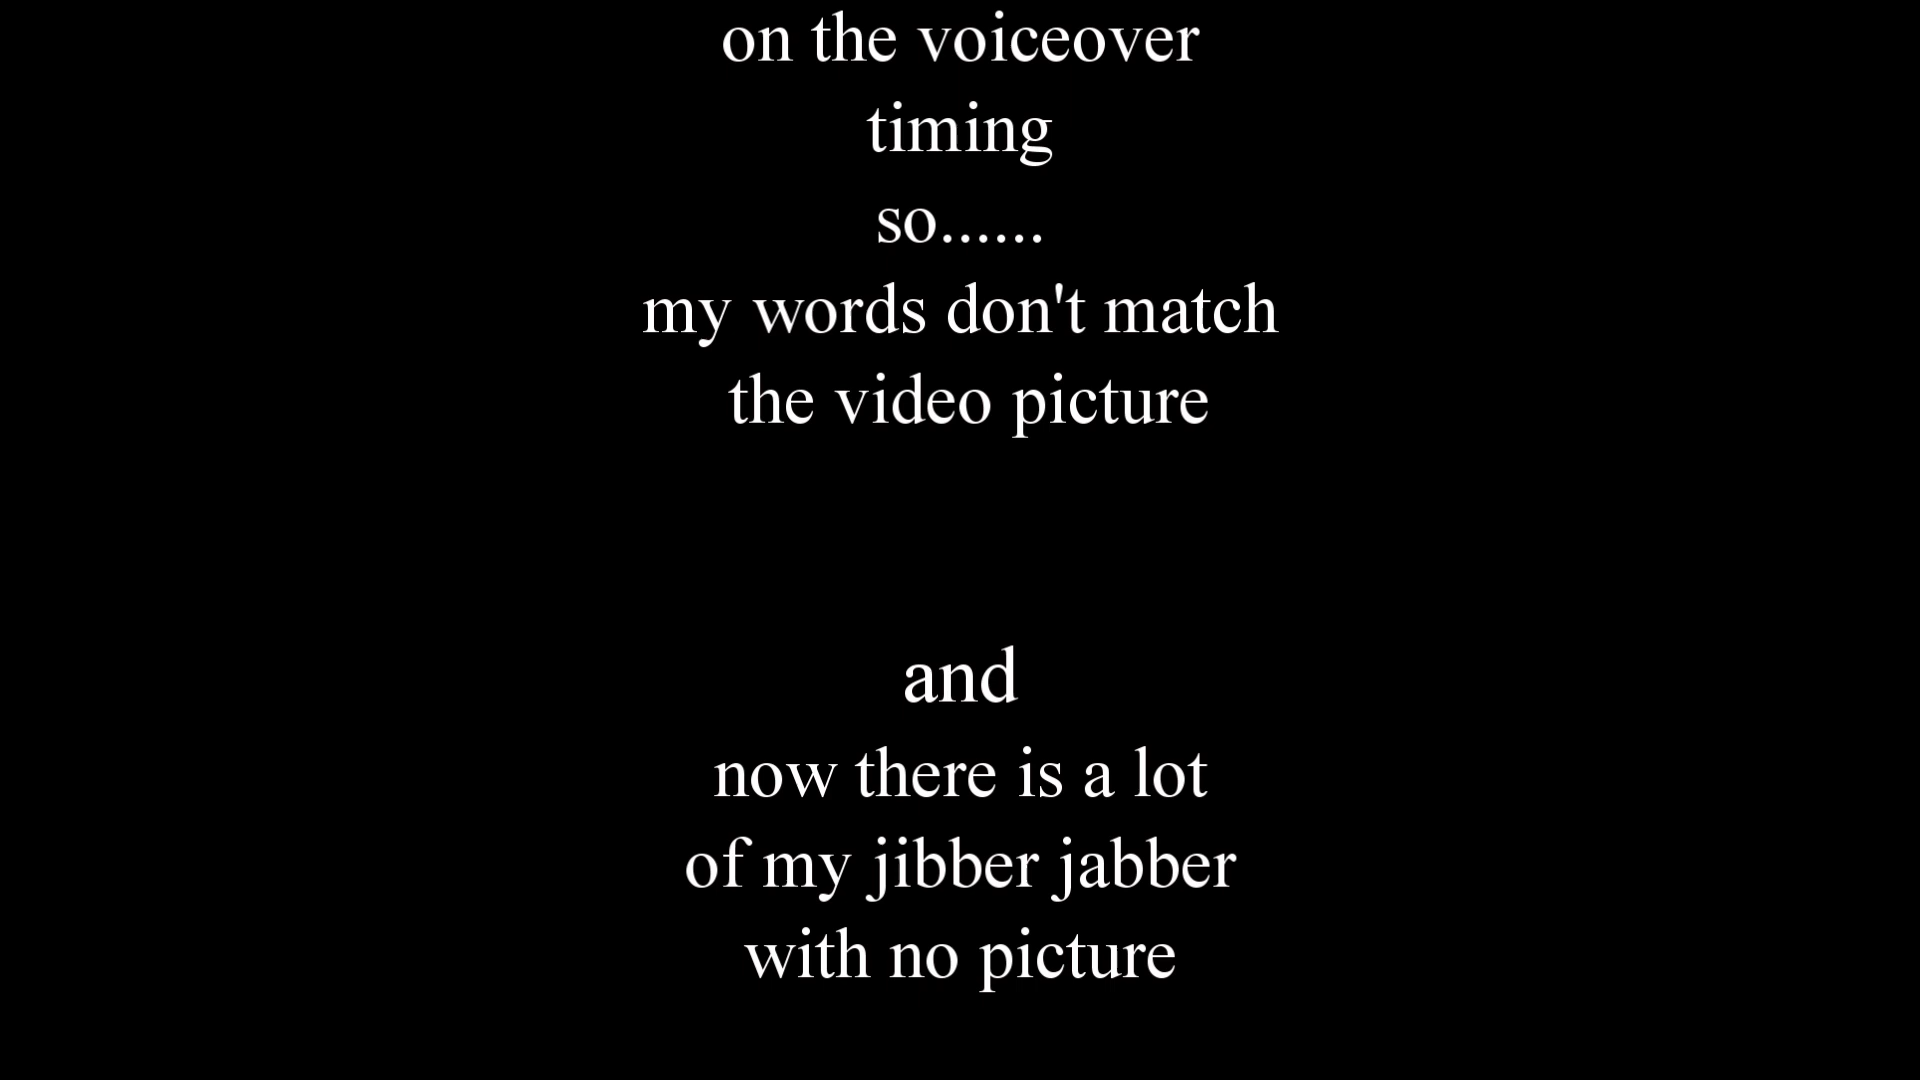 on the voiceover
timing
so......
my words don't match
the video picture
and
now there is a lot
of my jibber jabber
with no picture